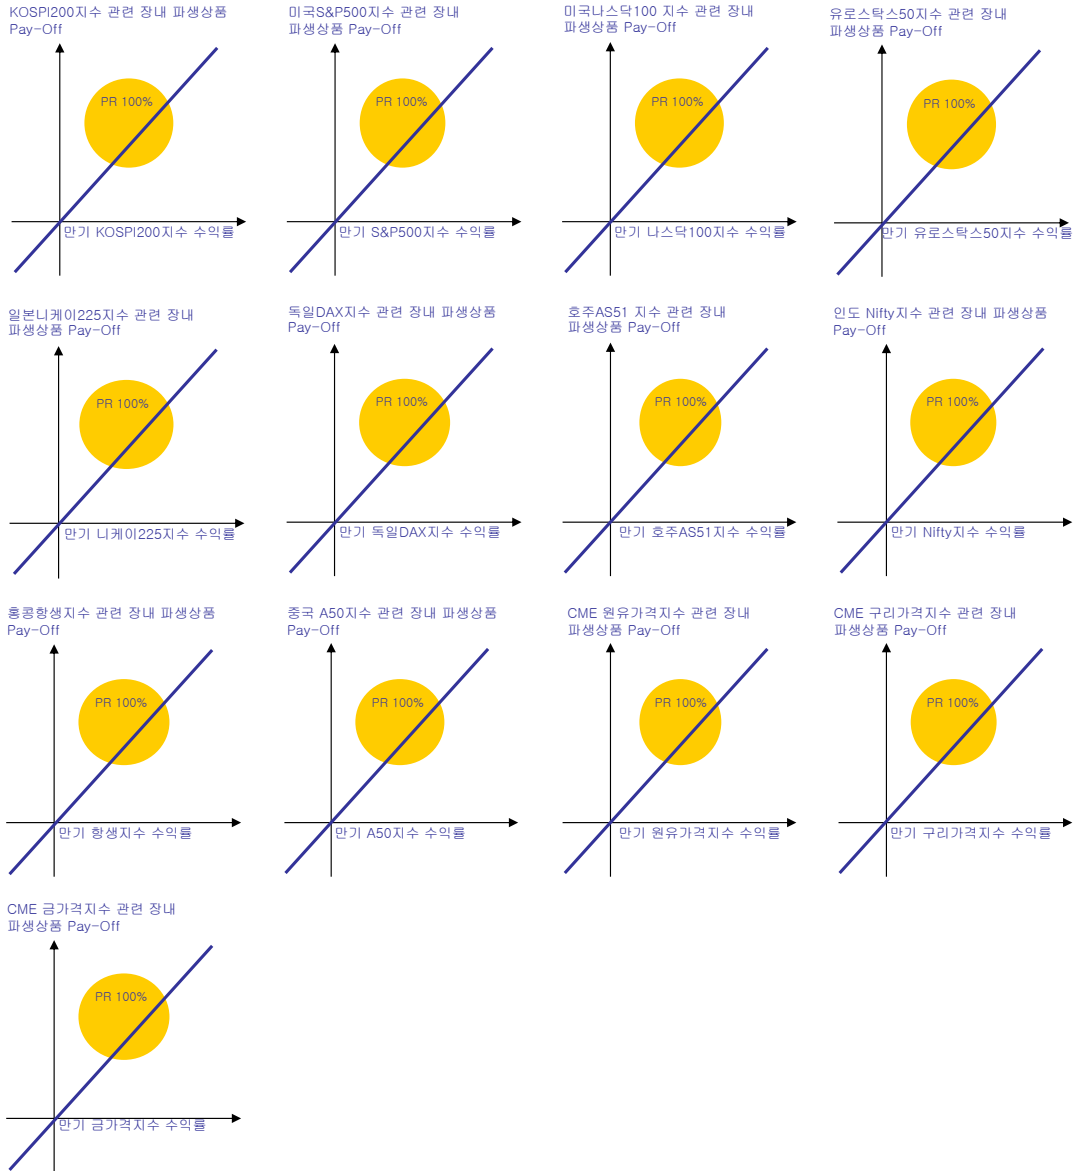 KOSPI200지수 관련 장내 파생상품
Pay-Off
PR 100%
만기 KOSPI200지수 수익률
미국S&P500지수 관련 장내
파생상품 Pay-Off
PR 100%
만기 S&P500지수 수익률
미국나스닥100 지수 관련 장내
파생상품 Pay-Off
PR 100%
만기 나스닥100지수 수익률
유로스탁스50지수 관련 장내
파생상품 Pay-Off
PR 100%
만기 유로스탁스50지수 수익률
일본니케이225지수 관련 장내
파생상품 Pay-Off
PR 100%
만기 니케이225지수 수익률
독일DAX지수 관련 장내 파생상품
Pay-Off
PR 100%
만기 독일DAX지수 수익률
호주AS51 지수 관련 장내
파생상품 Pay-Off
PR 100%
만기 호주AS51지수 수익률
인도 Nifty지수 관련 장내 파생상품
Pay-Off
PR 100%
만기 Nifty지수 수익률
홍콩항생지수 관련 장내 파생상품
Pay-Off
PR 100%
만기 항생지수 수익률
중국 A50지수 관련 장내 파생상품
Pay-Off
PR 100%
만기 A50지수 수익률
CME 원유가격지수 관련 장내
파생상품 Pay-Off
PR 100%
만기 원유가격지수 수익률
CME 구리가격지수 관련 장내
파생상품 Pay-Off
PR 100%
만기 구리가격지수 수익률
CME 금가격지수 관련 장내
파생상품 Pay-Off
PR 100%
만기 금가격지수 수익률